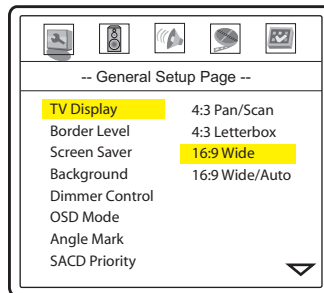 -- General Setup Page --
TV Display
Border Level
Screen Saver
Background
Dimmer Control
OSD Mode
Angle Mark
SACD Priority
4:3 Pan/Scan
4:3 Letterbox
16:9 Wide
16:9 Wide/Auto